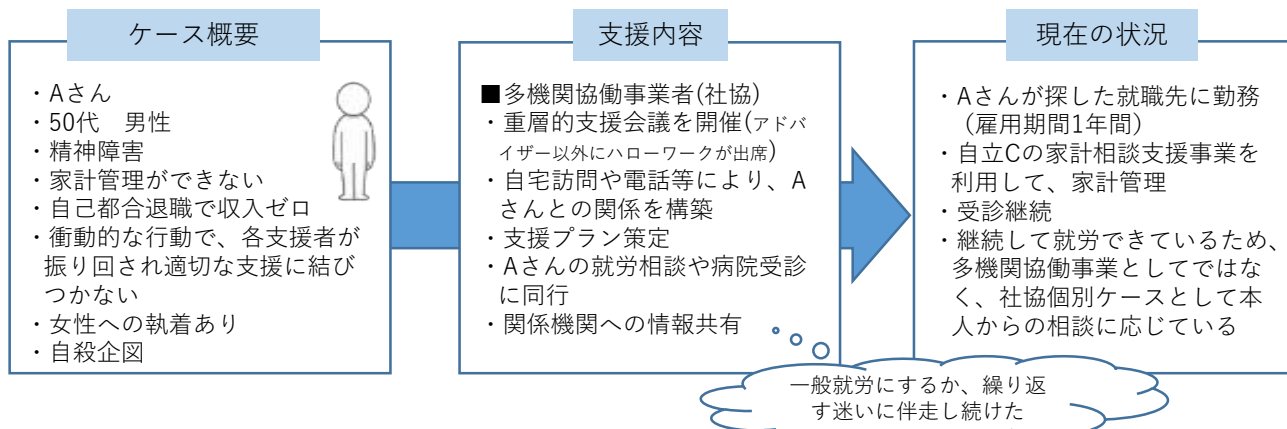 ケース概要
・Aさん
・50代　男性
・精神障害
・家計管理ができない
・自己都合退職で収入ゼロ
・衝動的な行動で、各支援者が
振り回され適切な支援に結び
つかない
・女性への執着あり
・自殺企図
支援内容
■多機関協働事業者(社協)
・重層的支援会議を開催(アドバ
イザー以外にハローワークが出席)
・自宅訪問や電話等により、A
さんとの関係を構築
・支援プラン策定
・Aさんの就労相談や病院受診
に同行
・関係機関への情報共有
一般就労にするか、繰り返
す迷いに伴走し続けた
現在の状況
・Aさんが探した就職先に勤務
（雇用期間1年間）
・自立Cの家計相談支援事業を
利用して、家計管理
・受診継続
・継続して就労できているため、
多機関協働事業としてではな
く、社協個別ケースとして本
人からの相談に応じている